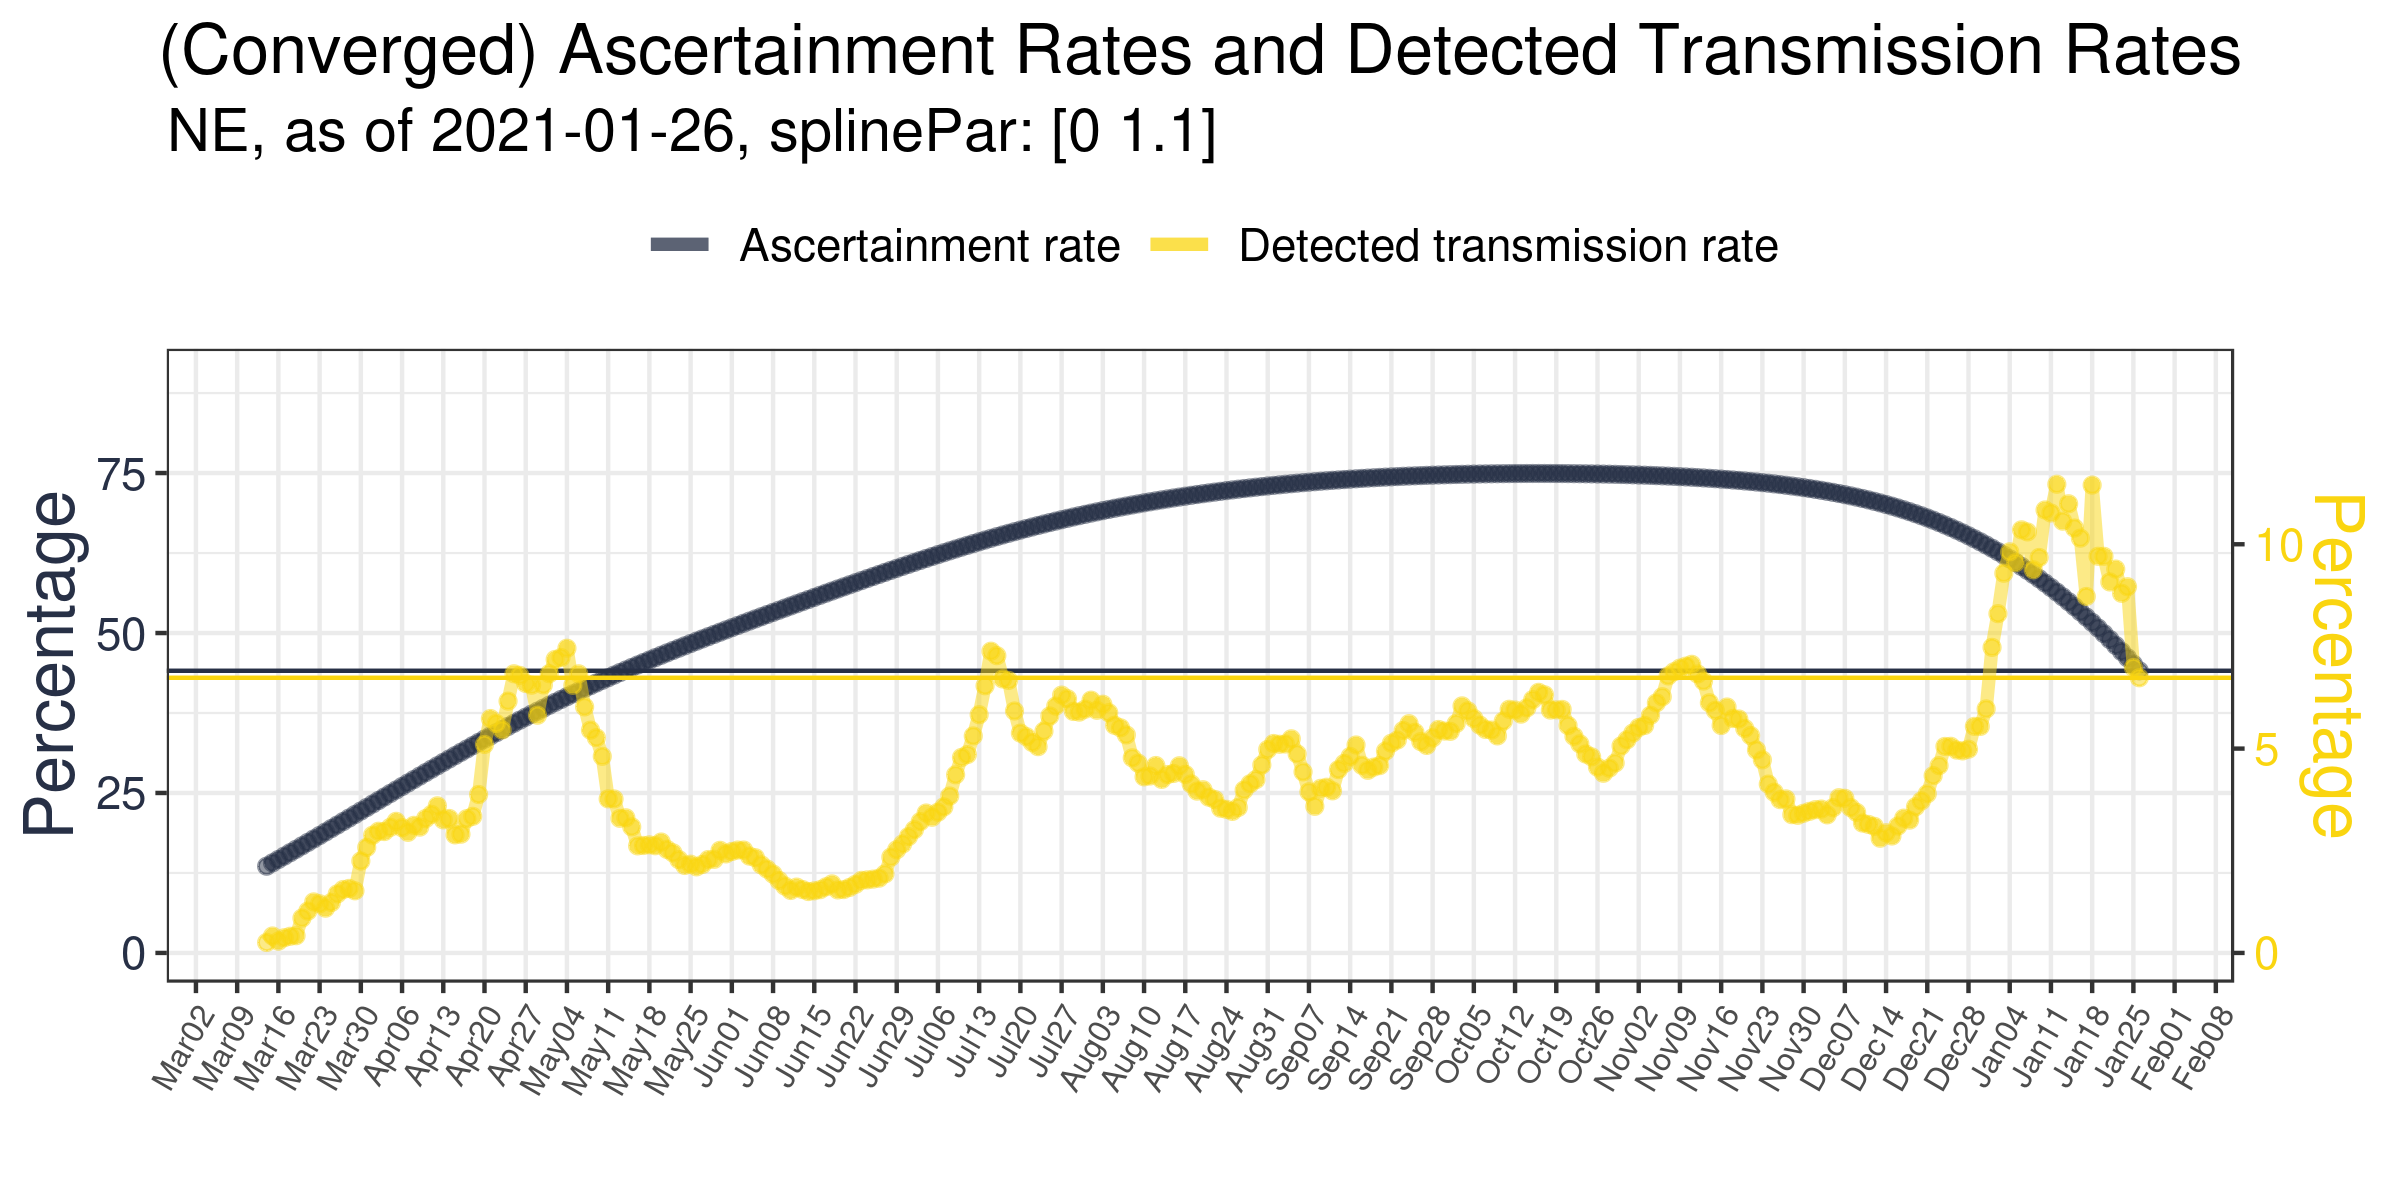 (Converged) Ascertainment Rates and Detected Transmission Rates
NE, as of 2021-01-26, splinePar: [0 1.1]
Ascertainment rate Detected transmission rate
Percentage
75
50
25
0
10
5
0
Percentage
Mar02 Mar09 Mar16 Mar23 Mar30 Apr06 Apr13 Apr20 Apr27 May04 May11 May18 May25 Jun01 Jun08 Jun15 Jun22 Jun29 Jul06 Jul13 Jul20 Jul27 Aug03 Aug10 Aug17 Aug24 Aug31 Sep07 Sep14 Sep21 Sep28 Oct05 Oct12 Oct19 Oct26 Nov02 Nov09 Nov16 Nov23 Nov30 Dec07 Dec14 Dec21 Dec28 Jan04 Jan11 Jan18 Jan25 Feb01 Feb08